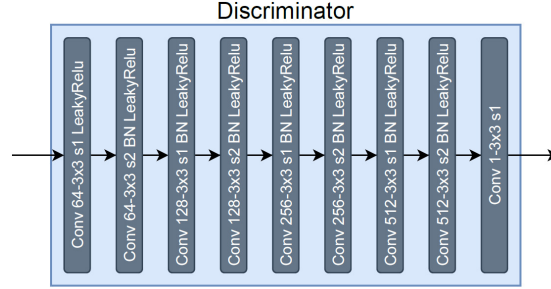 Discriminator
Conv 64-3x3 s1 LeakyRelu
Conv 64-3x3 s2 BN LeakyRelu
Conv 128-3x3 s1 BN LeakyRelu
Conv 128-3x3 s2 BN LeakyRelu
Conv 256-3x3 s1 BN LeakyRelu
Conv 256-3x3 s2 BN LeakyRelu
Conv 512-3x3 s1 BN LeakyRelu
Conv 512-3x3 s2 BN LeakyRelu
Conv 1-3x3 s1